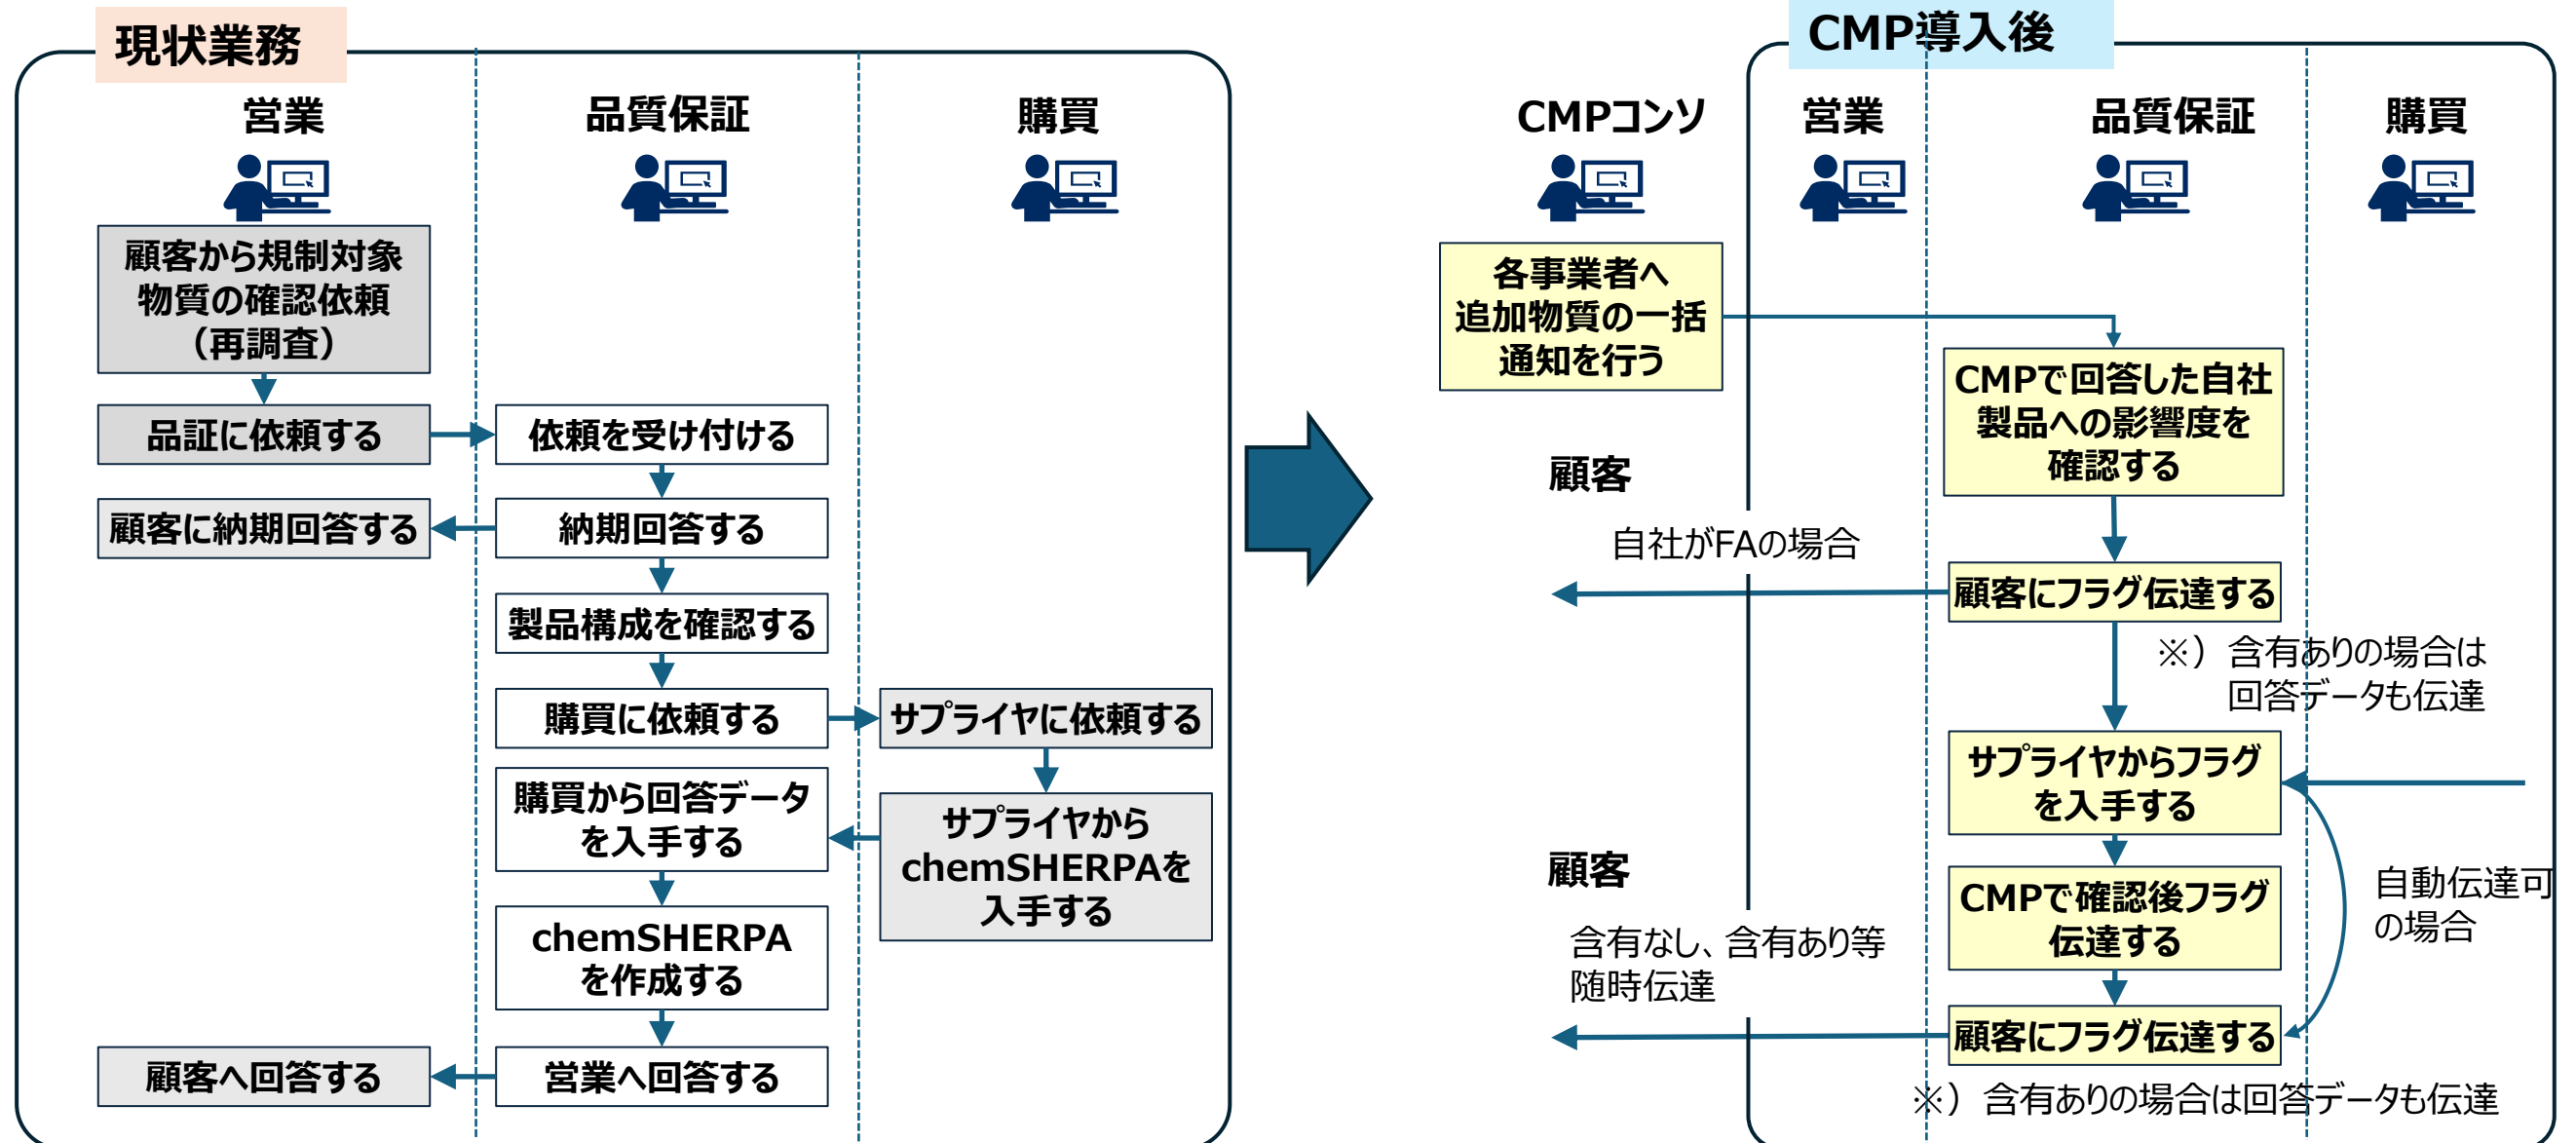 現状業務
営業
品質保証
購買
顧客から規制対象
物質の確認依頼
（再調査）
品証に依頼する
依頼を受け付ける
顧客に納期回答する
納期回答する
製品構成を確認する
購買に依頼する
サプライヤに依頼する
購買から回答データ
を入手する
サプライヤから
chemSHERPAを
入手する
chemSHERPA
を作成する
顧客へ回答する
営業へ回答する
CMP導入後
CMPコンソ
営業
品質保証
購買
各事業者へ
追加物質の一括
通知を行う
CMPで回答した自社
製品への影響度を
確認する
顧客
自社がFAの場合
顧客にフラグ伝達する
※）含有ありの場合は
回答データも伝達
サプライヤからフラグ
を入手する
顧客
CMPで確認後フラグ
伝達する
自動伝達可
の場合
含有なし、含有あり等
随時伝達
顧客にフラグ伝達する
※）含有ありの場合は回答データも伝達